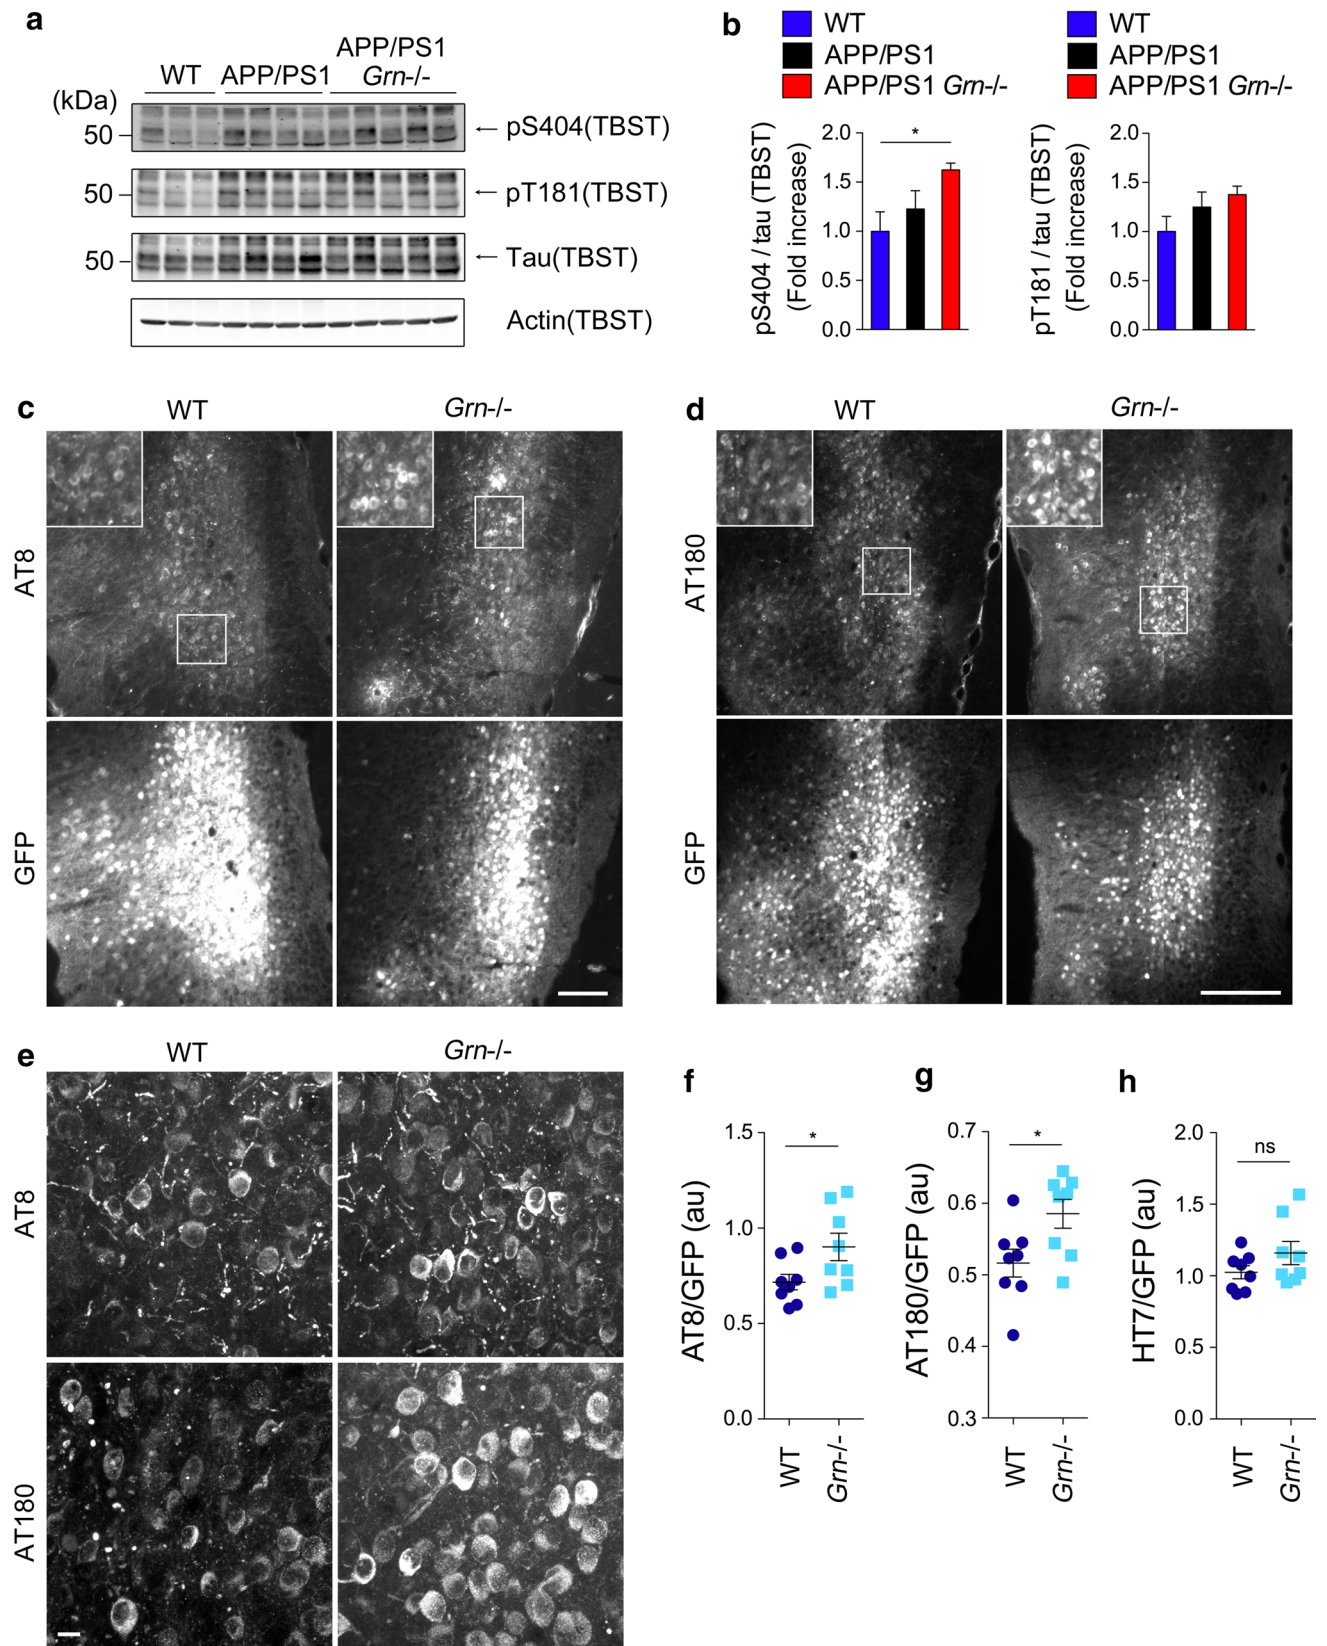 a
WT
APP/PS1
APP/PS1
Grn-/-
(kDa)
50
pS404(TBST)
50
pT181(TBST)
50
Tau(TBST)
Actin(TBST)
b
WT
APP/PS1
APP/PS1 Grn-/-
pS404 / tau (TBST)
(Fold increase)
2.0
1.5
1.0
0.5
0.0
*
WT
APP/PS1
APP/PS1 Grn-/-
pT181 / tau (TBST)
(Fold increase)
2.0
1.5
1.0
0.5
0.0
c
WT
Grn-/-
AT8
GFP
d
WT
Grn-/-
AT180
GFP
e
WT
Grn-/-
AT8
AT180
f
AT8/GFP (au)
1.5
1.0
0.5
0.0
*
WT
Grn-/-
g
AT180/GFP (au)
0.7
0.6
0.5
0.4
0.3
*
WT
Grn-/-
h
HT7/GFP (au)
2.0
1.5
1.0
0.5
0.0
ns
WT
Grn-/-